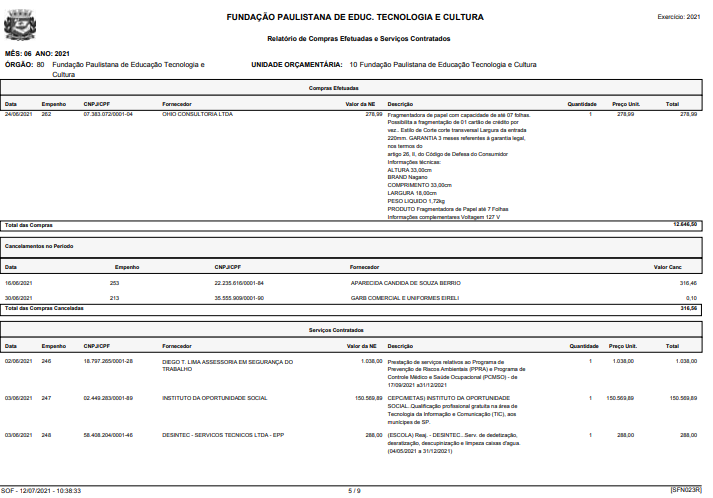 FUNDAÇÃO PAULISTANA DE EDUC. TECNOLOGIA E CULTURA
Exercício: 2021
Relatório de Compras Efetuadas e Serviços Contratados
MÊS: 06 ANO: 2021
ÓRGÃO: 80 Fundação Paulistana de Educação Tecnologia e Cultura
UNIDADE ORÇAMENTÁRIA: 10 Fundação Paulistana de Educação Tecnologia e Cultura
Compras Efetuadas
Data Empenho CNPJ/CPF Fornecedor Valor da NE Descrição Quantidade Preço Unit. Total
24/06/2021 262 07.383.072/0001-04 OHIO CONSULTORIA LTDA 278,99 Fragmentadora de papel com capacidade de até 07 folhas. 1 278,99 278,99
Possibilita a fragmentação de 01 cartão de crédito por
vez.. Estilo de Corte corte transversal Largura da entrada
220mm. GARANTIA 3 meses referentes à garantia legal,
nos termos do
artigo 26, II, do Código de Defesa do Consumidor
Informações técnicas:
ALTURA 33,00cm
BRAND Nagano
COMPRIMENTO 33,00cm
LARGURA 18,00cm
PESO LIQUIDO 1,72kg
PRODUTO Fragmentadora de Papel até 7 Folhas
Informações complementares Voltagem 127 V
Total das Compras 12.646,50
Cancelamentos no Período
Data Empenho CNPJ/CPF Fornecedor Valor Canc
16/06/2021 253 22.235.616/0001-84 APARECIDA CANDIDA DE SOUZA BERRIO 316,46
30/06/2021 213 35.555.909/0001-90 GARB COMERCIAL E UNIFORMES EIRELI 0,10
Total das Compras Canceladas 316,56
Serviços Contratados
Data Empenho CNPJ/CPF Fornecedor Valor da NE Descrição Quantidade Preço Unit. Total
02/06/2021 246 18.797.265/0001-28 DIEGO T. LIMA ASSESSORIA EM SEGURANÇA DO 1.038,00 Prestação de serviços relativos ao Programa de 1 1.038,00 1.038,00
TRABALHO Prevenção de Riscos Ambientais (PPRA) e Programa de
Controle Médico e Saúde Ocupacional (PCMSO) - de
17/09/2021 a31/12/2021
03/06/2021 247 02.449.283/0001-89 INSTITUTO DA OPORTUNIDADE SOCIAL 150.569,89 CEPC(METAS) INSTITUTO DA OPORTUNIDADE 1 150.569,89 150.569,89
SOCIAL. Qualificação profissional gratuita na área de
Tecnologia da Informação e Comunicação (TIC), aos
munícipes de SP.
03/06/2021 248 58.408.204/0001-46 DESINTEC - SERVICOS TECNICOS LTDA - EPP 288,00 (ESCOLA) Reaj. - DESINTEC...Serv. de dedetização, 1 288,00 288,00
desratização, descupinização e limpeza caixas d'agua.
(04/05/2021 a 31/12/2021)
SOF - 12/07/2021 - 10:38:33 5 / 9 [SFN023R]